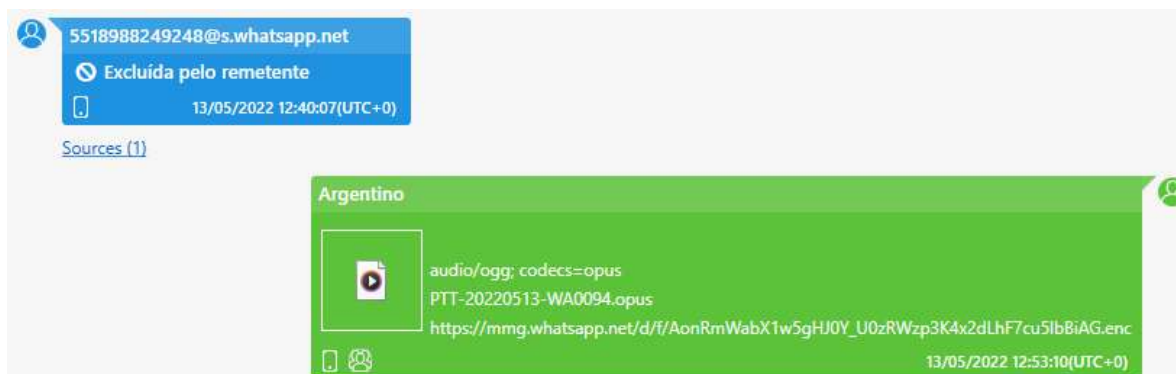 5518988249248@s.whatsapp.net
Excluída pelo remetente
13/05/2022 12:40:07(UTC+0)
Sources (1)
Argentino
audio/ogg; codecs=opus
PTT-20220513-WA0094.opus
https://mmg.whatsapp.net/d/f/AonRmWabX1w5gHJ0Y_U0zRWzp3K4x2dLhF7cu5IbBiAG.enc
13/05/2022 12:53:10(UTC+0)